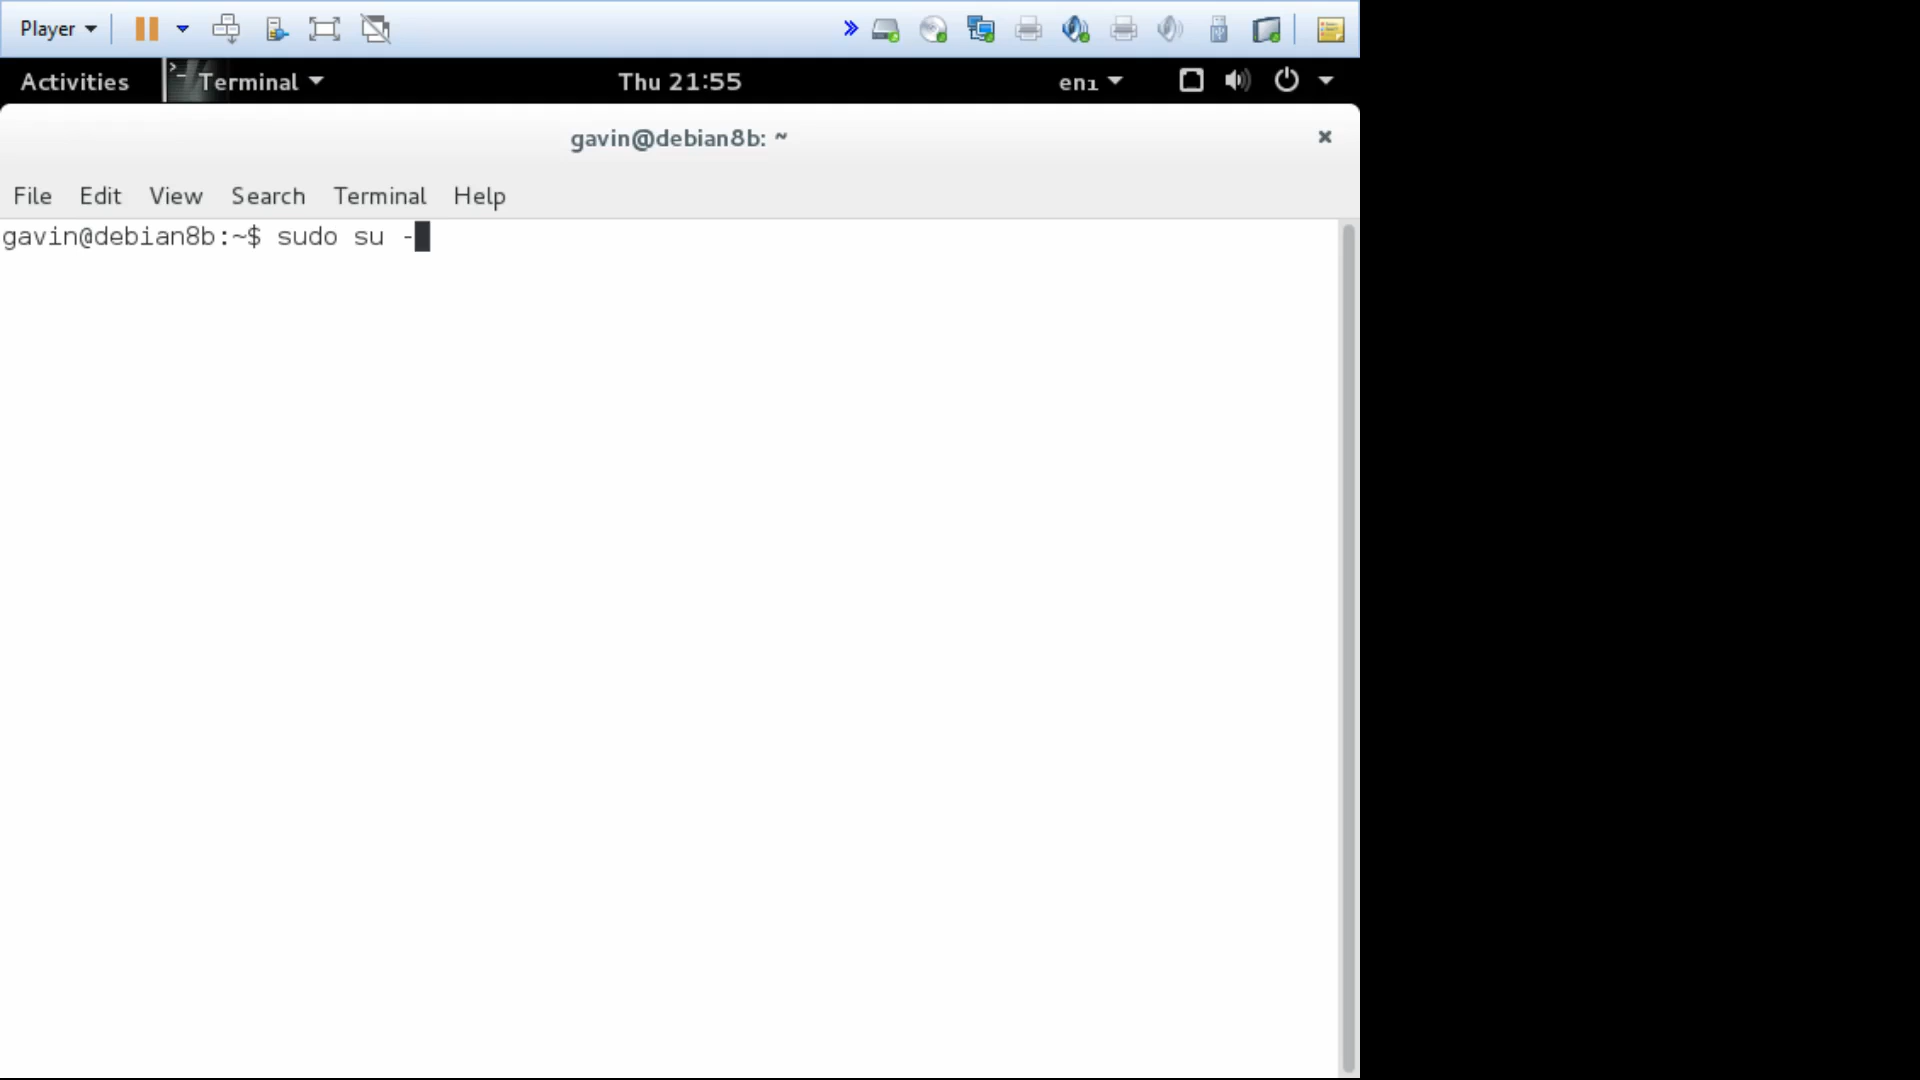 Player
Activities Terminal Thu 21:55 en1
gavin@debian8b: ~
File Edit View Search Terminal Help
gavin@debian8b:~$ sudo su -